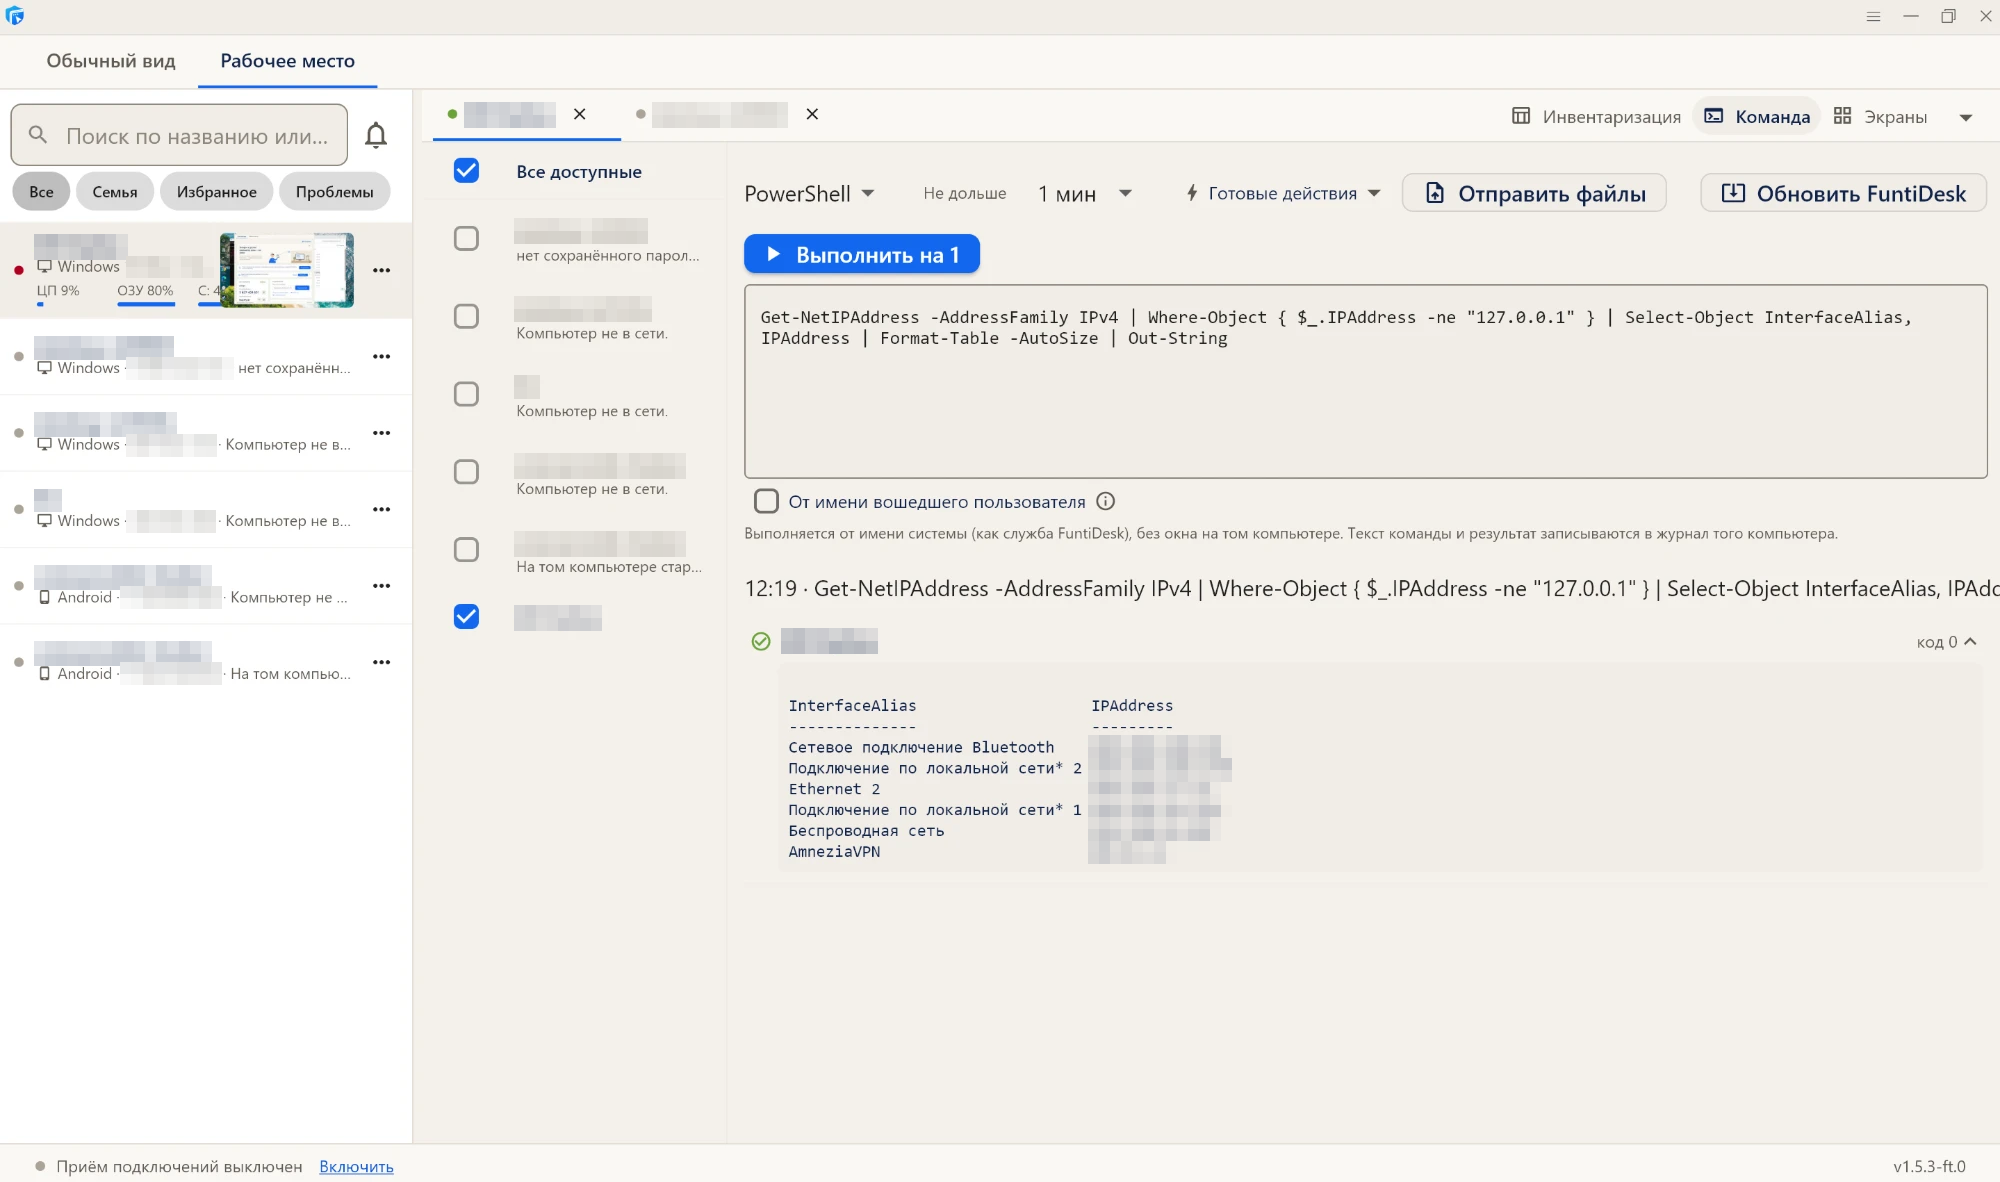 Обычный вид
Рабочее место
Поиск по названию или...
Все
Семья
Избранное
Проблемы
Windows
ЦП 9%
ОЗУ 80%
C: 4
Windows · нет сохранённ...
Windows · Компьютер не в...
Windows · Компьютер не в...
Android · Компьютер не ...
Android · На том компью...
Инвентаризация
Команда
Экраны
Все доступные
нет сохранённого парол...
Компьютер не в сети.
Компьютер не в сети.
Компьютер не в сети.
На том компьютере стар...
PowerShell
Не дольше
1 мин
Готовые действия
Отправить файлы
Обновить FuntiDesk
Выполнить на 1
Get-NetIPAddress -AddressFamily IPv4 | Where-Object { $_.IPAddress -ne "127.0.0.1" } | Select-Object InterfaceAlias,
IPAddress | Format-Table -AutoSize | Out-String
От имени вошедшего пользователя
Выполняется от имени системы (как служба FuntiDesk), без окна на том компьютере. Текст команды и результат записываются в журнал того компьютера.
12:19 · Get-NetIPAddress -AddressFamily IPv4 | Where-Object { $_.IPAddress -ne "127.0.0.1" } | Select-Object InterfaceAlias, IPAdd
код 0
InterfaceAlias IPAddress
-------------- ---------
Сетевое подключение Bluetooth
Подключение по локальной сети* 2
Ethernet 2
Подключение по локальной сети* 1
Беспроводная сеть
AmneziaVPN
Приём подключений выключен
Включить
v1.5.3-ft.0